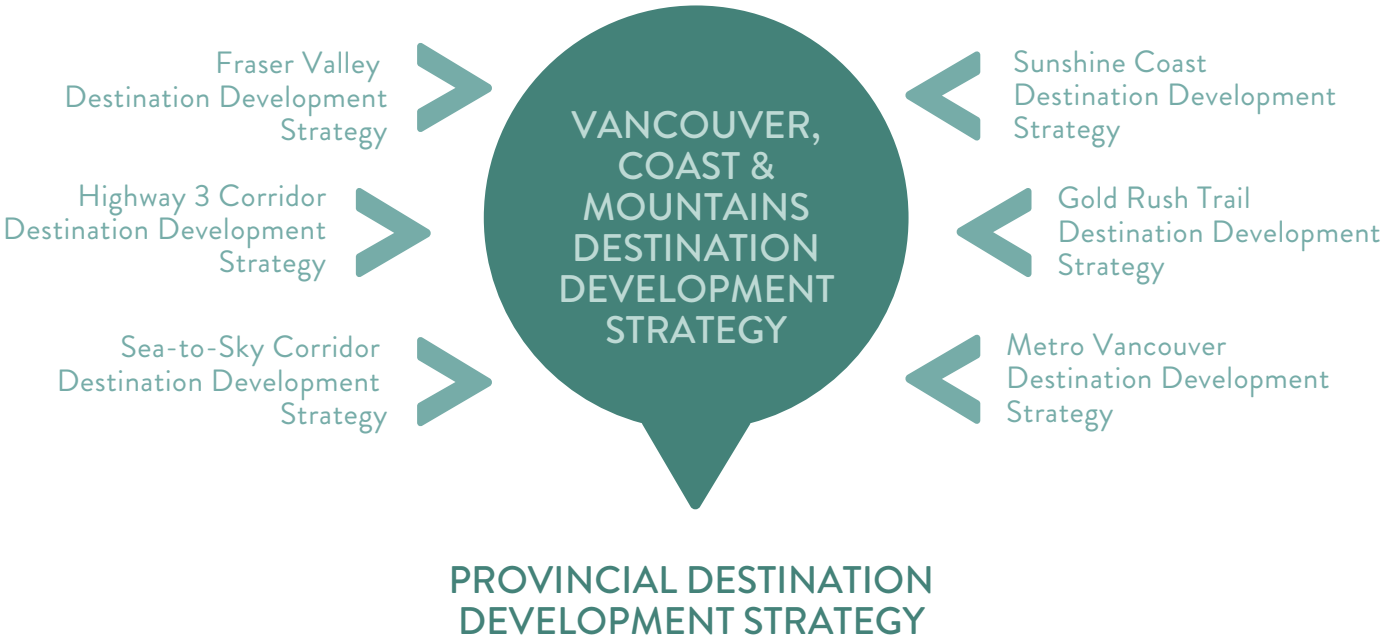 Fraser Valley
Destination Development
Strategy
Highway 3 Corridor
Destination Development
Strategy
Sea-to-Sky Corridor
Destination Development
Strategy
VANCOUVER,
COAST &
MOUNTAINS
DESTINATION
DEVELOPMENT
STRATEGY
Sunshine Coast
Destination Development
Strategy
Gold Rush Trail
Destination Development
Strategy
Metro Vancouver
Destination Development
Strategy
PROVINCIAL DESTINATION
DEVELOPMENT STRATEGY